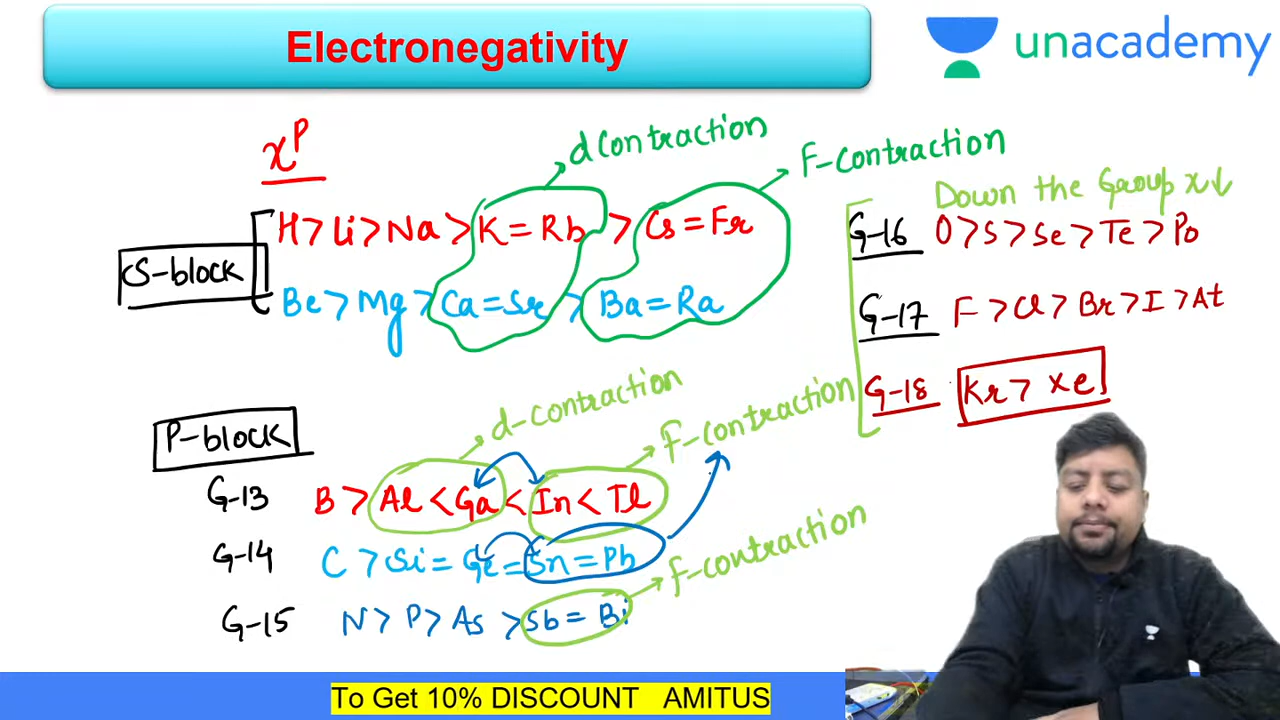 Electronegativity
unacademy
xP
d contraction
F-contraction
S-block
H > Li > Na > K = Rb > Cs = Fr
Be > Mg > Ca = Sr > Ba = Ra
Down the Group x↓
G-16 O > S > Se > Te > Po
G-17 F > Cl > Br > I > At
G-18 Kr > Xe
P-block
d-contraction
F-contraction
G-13 B > Al < Ga < In < Tl
G-14 C > Si = Ge = Sn = Pb
f-contraction
G-15 N > P > As > Sb = Bi
To Get 10% DISCOUNT AMITUS